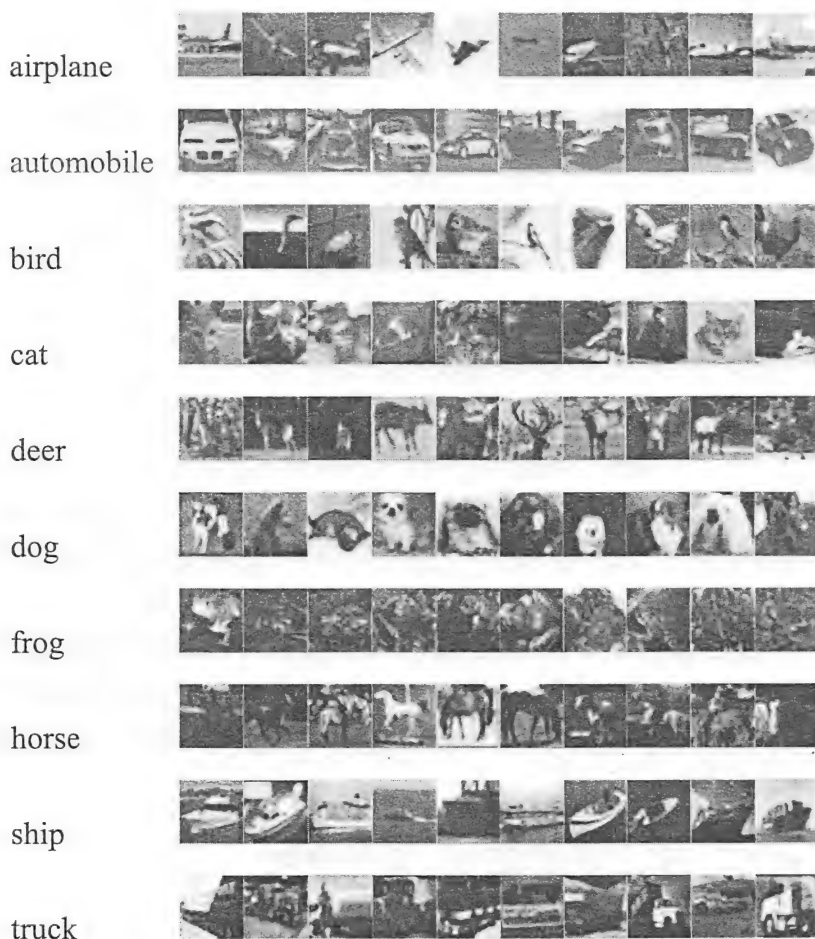 airplane
automobile
bird
cat
deer
dog
frog
horse
ship
truck